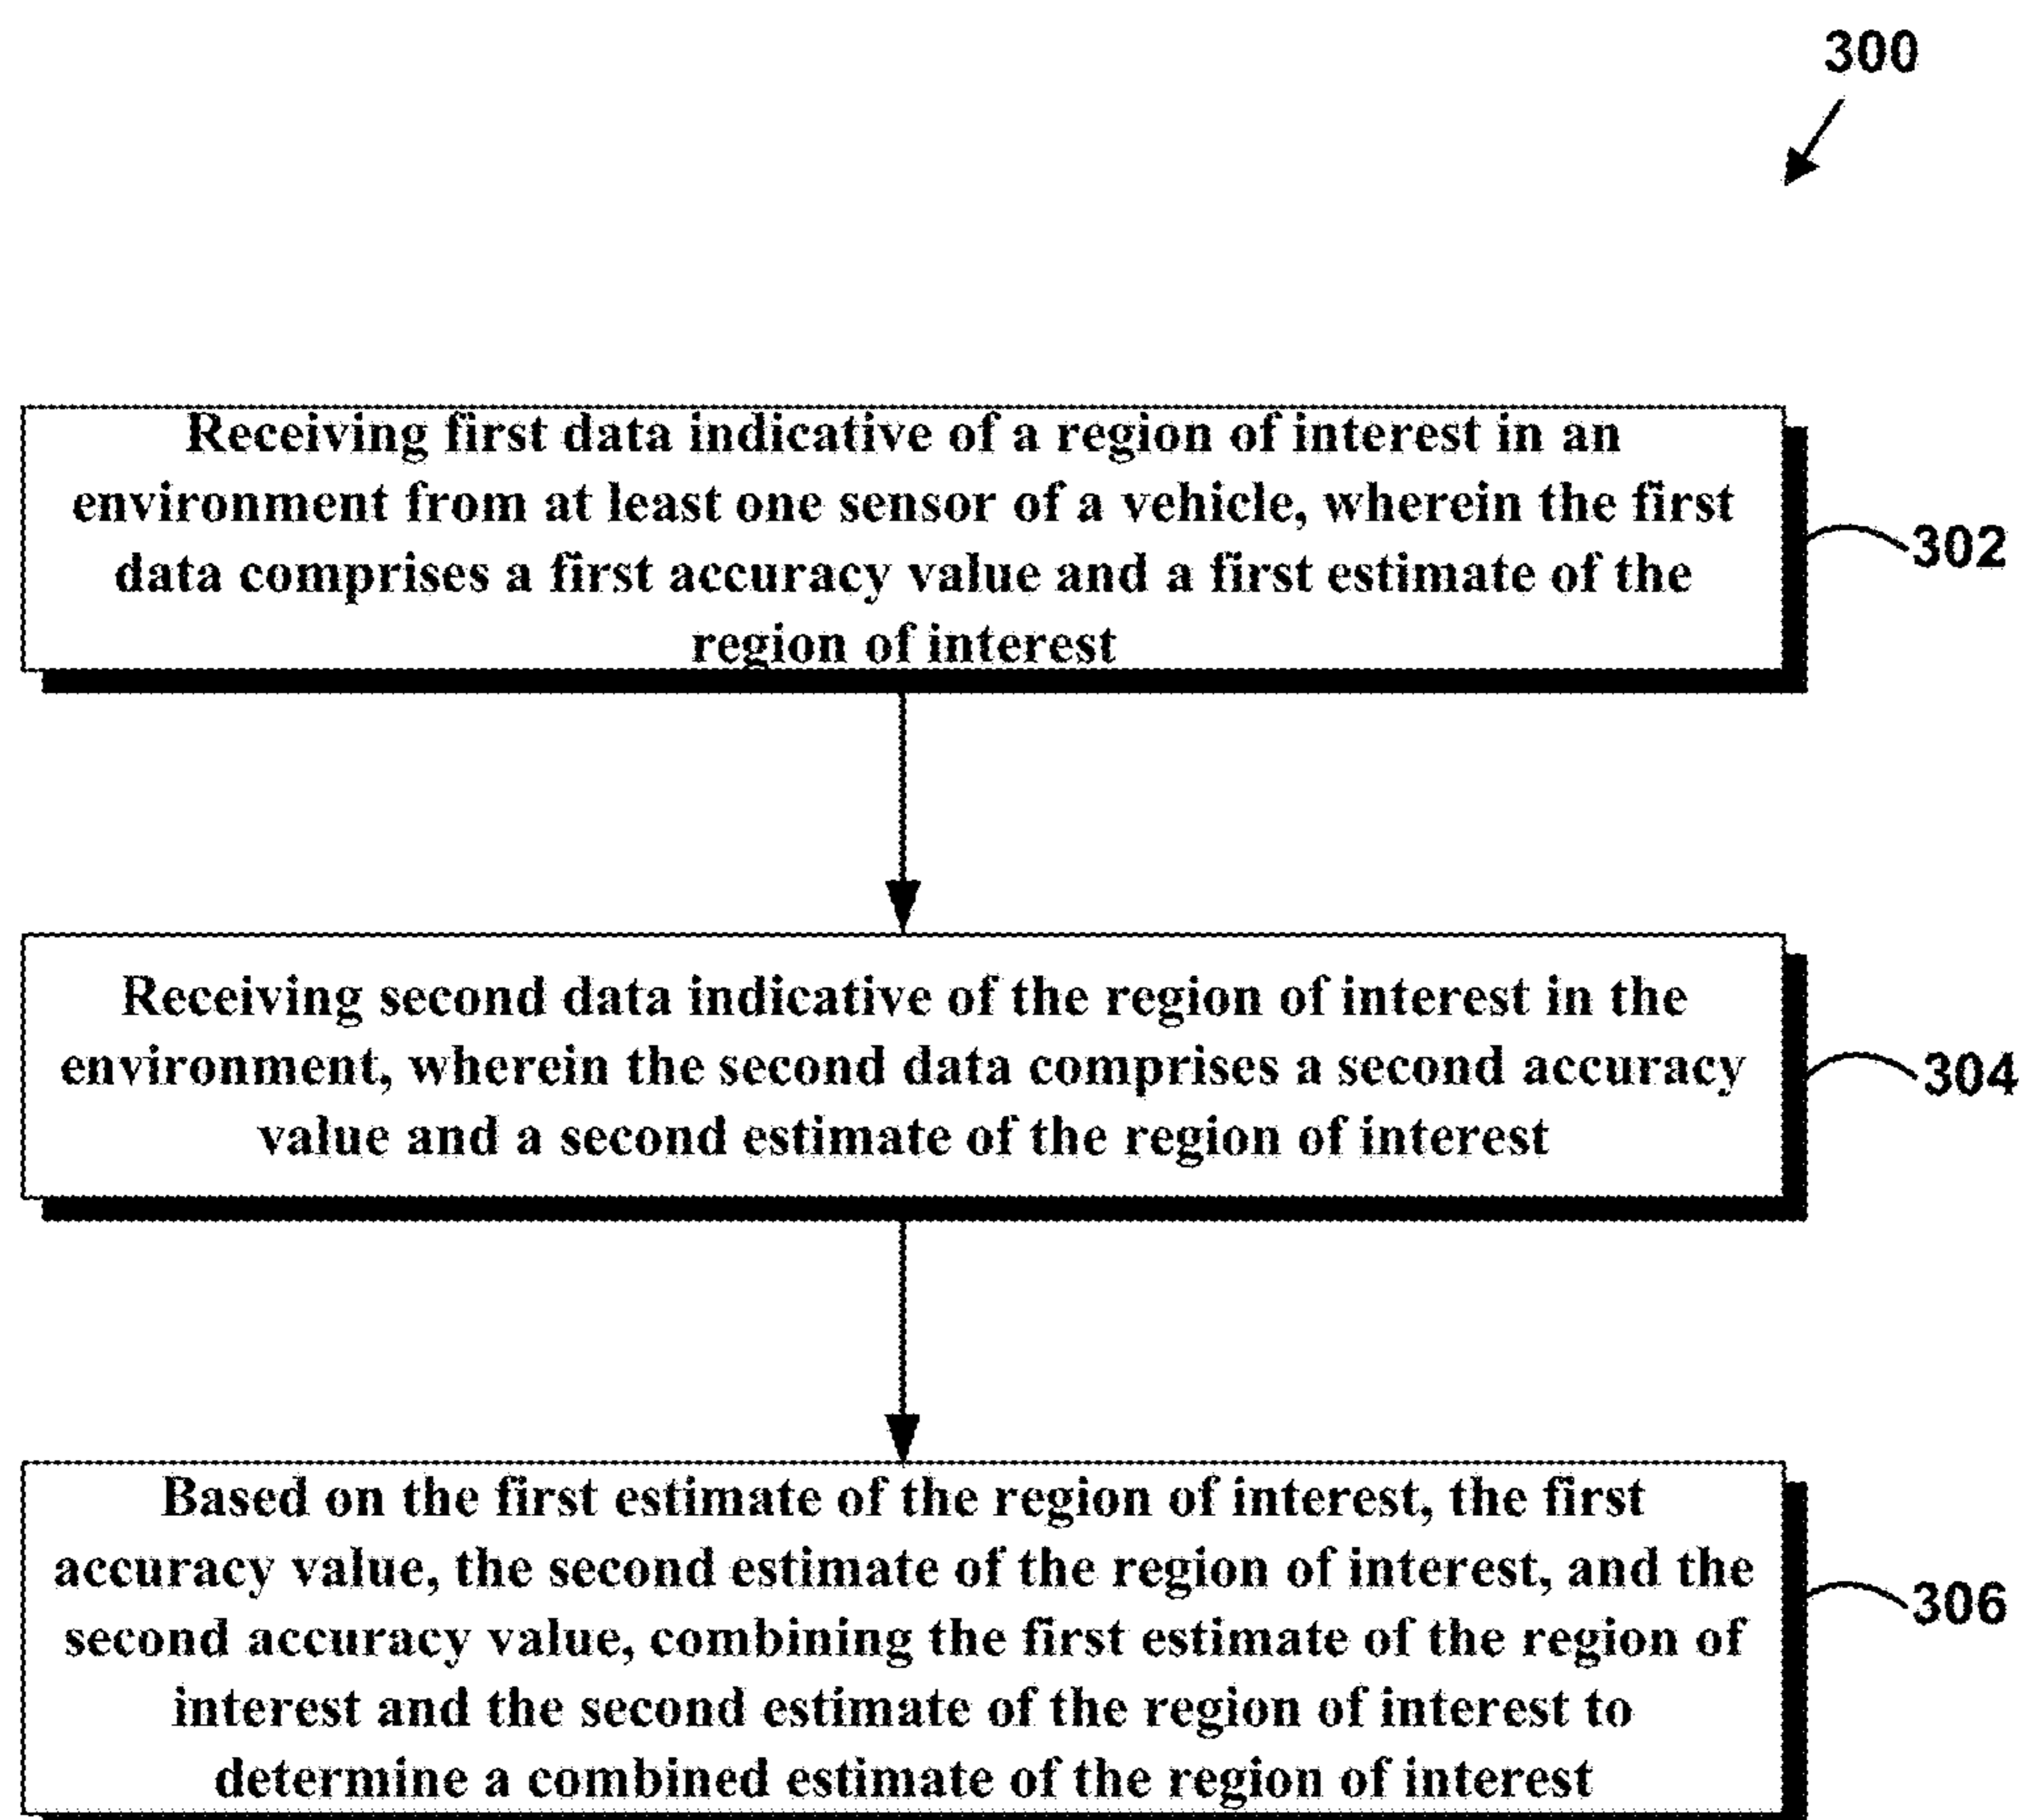 300
Receiving first data indicative of a region of interest in an
environment from at least one sensor of a vehicle, wherein the first
data comprises a first accuracy value and a first estimate of the
region of interest
302
Receiving second data indicative of the region of interest in the
environment, wherein the second data comprises a second accuracy
value and a second estimate of the region of interest
304
Based on the first estimate of the region of interest, the first
accuracy value, the second estimate of the region of interest, and the
second accuracy value, combining the first estimate of the region of
interest and the second estimate of the region of interest to
determine a combined estimate of the region of interest
306